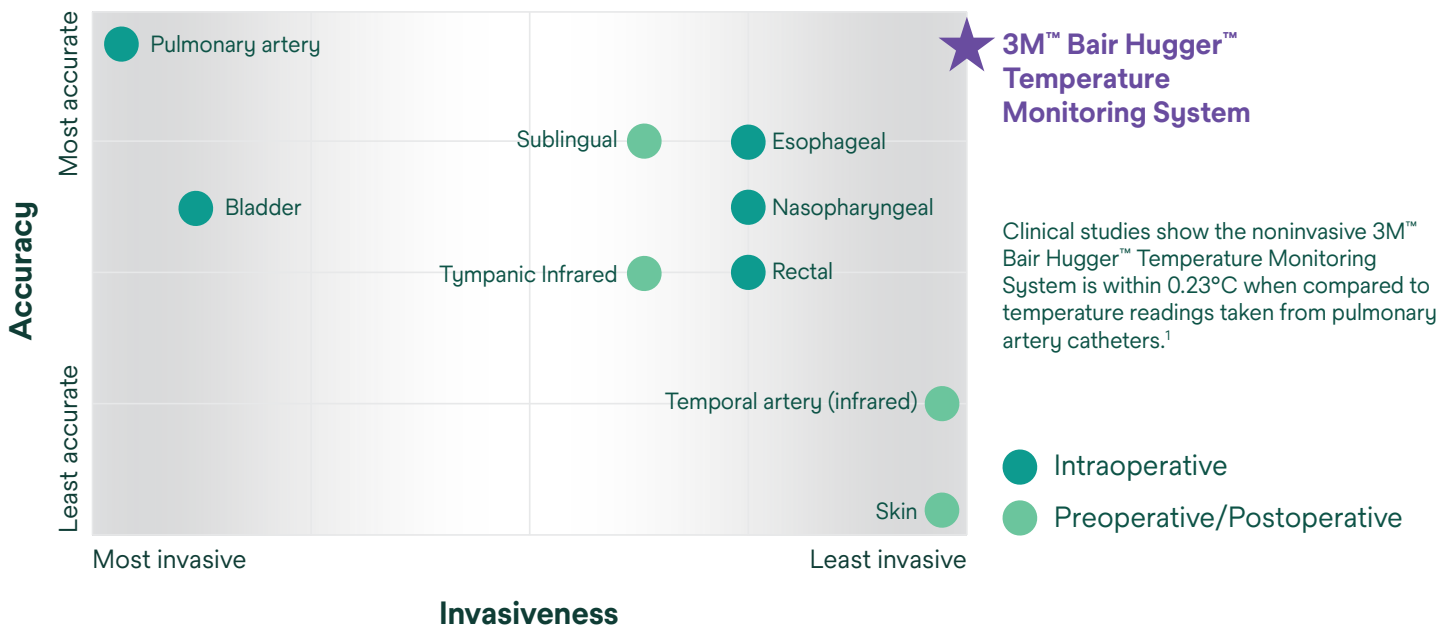 Most accurate
Pulmonary artery
3M™ Bair Hugger™
Temperature
Monitoring System
Sublingual
Esophageal
Bladder
Nasopharyngeal
Accuracy
Tympanic Infrared
Rectal
Clinical studies show the noninvasive 3M™
Bair Hugger™ Temperature Monitoring
System is within 0.23°C when compared to
temperature readings taken from pulmonary
artery catheters.¹
Least accurate
Temporal artery (infrared)
Skin
Intraoperative
Preoperative/Postoperative
Most invasive
Least invasive
Invasiveness